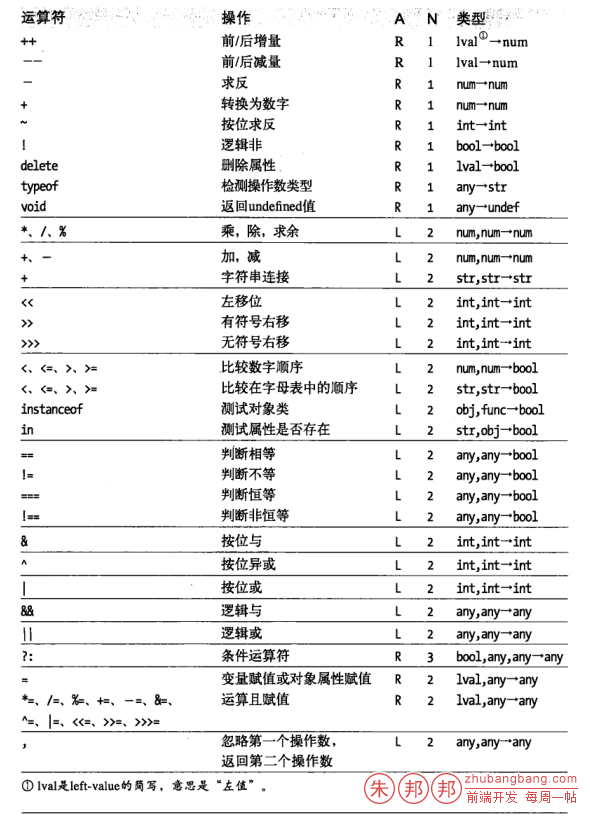 运算符 操作 A N 类型
++ 前/后增量 R 1 lval①→num
-- 前/后减量 R 1 lval→num
- 求反 R 1 num→num
+ 转换为数字 R 1 num→num
~ 按位求反 R 1 int→int
! 逻辑非 R 1 bool→bool
delete 删除属性 R 1 lval→bool
typeof 检测操作数类型 R 1 any→str
void 返回undefined值 R 1 any→undef
*、/、% 乘，除，求余 L 2 num,num→num
+、- 加，减 L 2 num,num→num
+ 字符串连接 L 2 str,str→str
<< 左移位 L 2 int,int→int
>> 有符号右移 L 2 int,int→int
>>> 无符号右移 L 2 int,int→int
<、<=、>、>= 比较数字顺序 L 2 num,num→bool
<、<=、>、>= 比较在字母表中的顺序 L 2 str,str→bool
instanceof 测试对象类 L 2 obj,func→bool
in 测试属性是否存在 L 2 str,obj→bool
== 判断相等 L 2 any,any→bool
!= 判断不等 L 2 any,any→bool
=== 判断恒等 L 2 any,any→bool
!== 判断非恒等 L 2 any,any→bool
& 按位与 L 2 int,int→int
^ 按位异或 L 2 int,int→int
| 按位或 L 2 int,int→int
&& 逻辑与 L 2 any,any→any
|| 逻辑或 L 2 any,any→any
?: 条件运算符 R 3 bool,any,any→any
= 变量赋值或对象属性赋值 R 2 lval,any→any
*=、/=、%=、+=、-=、&=、 运算且赋值 R 2 lval,any→any
^=、|=、<<=、>>=、>>>=
, 忽略第一个操作数， L 2 any,any→any
返回第二个操作数
① lval是left-value的简写，意思是“左值”。
朱邦邦 zhubangbang.com
前端开发 每周一帖